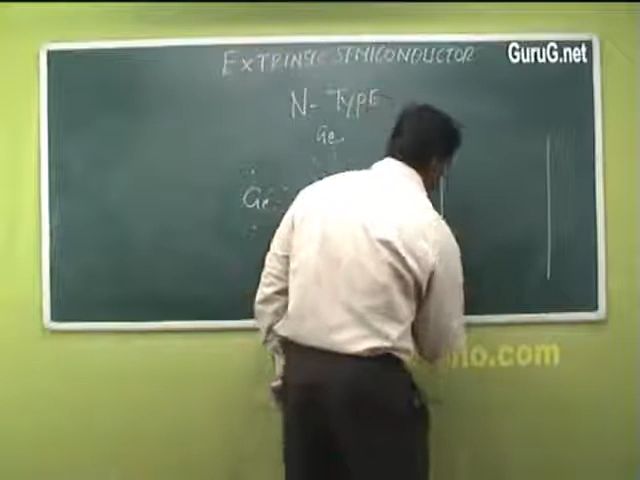 EXTRINSIC SEMICONDUCTOR
GuruG.net
N- TYPE
Ge
Ge
.com